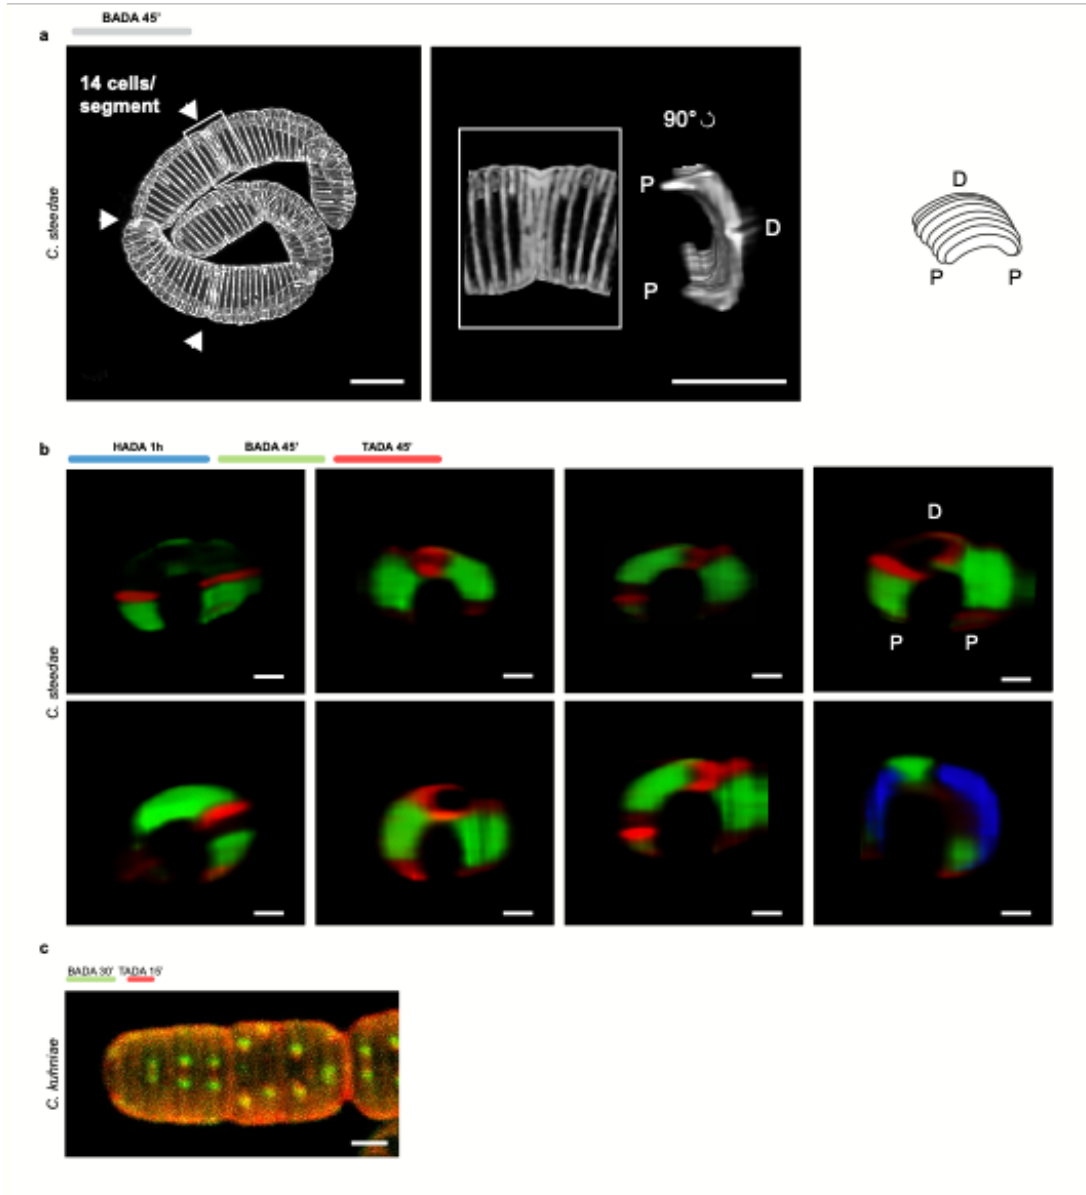 BADA 45'
a
14 cells/
segment
90°
P
D
P
D
P
P
C. steedae
b
HADA 1h
BADA 45'
TADA 45'
D
P
P
C. steedae
c
BADA 30'
TADA 15'
C. kuhniae